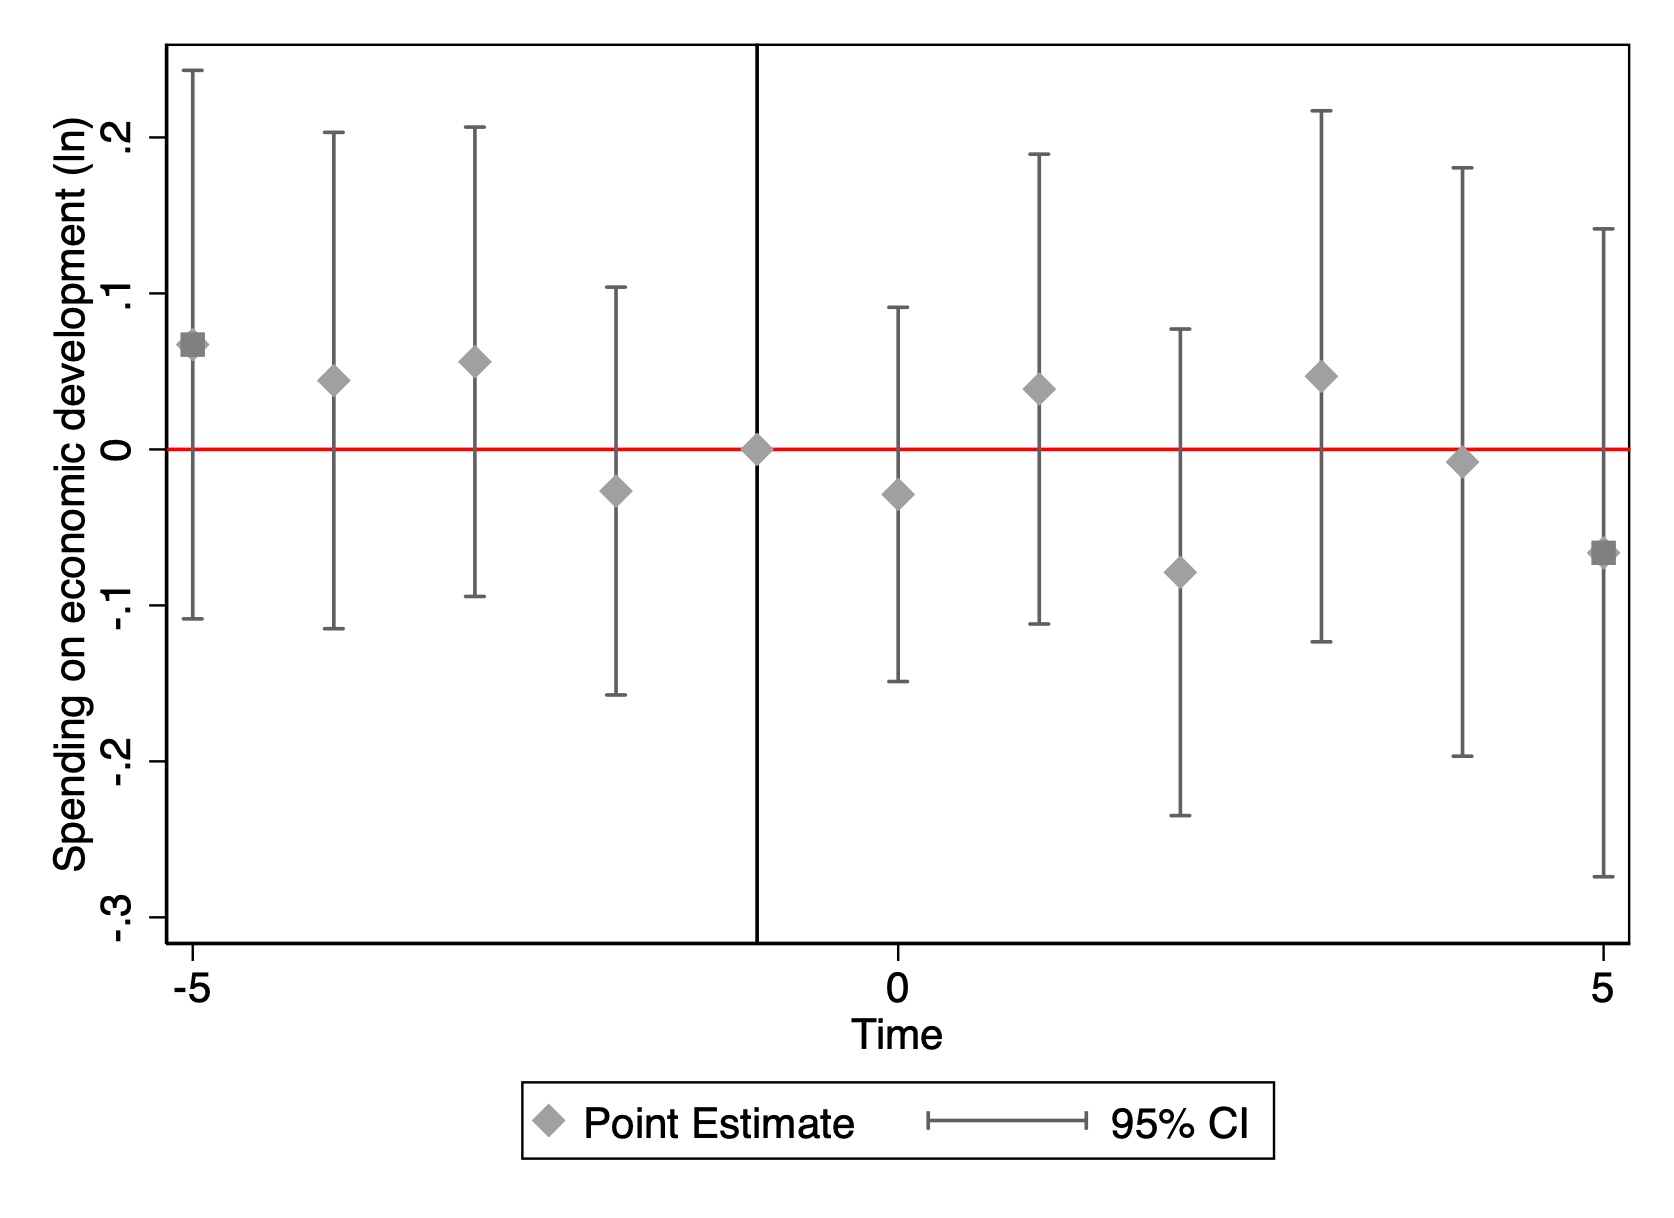 Spending on economic development (ln)
.2
.1
0
-.1
-.2
-.3
-5 0 5
Time
Point Estimate 95% CI